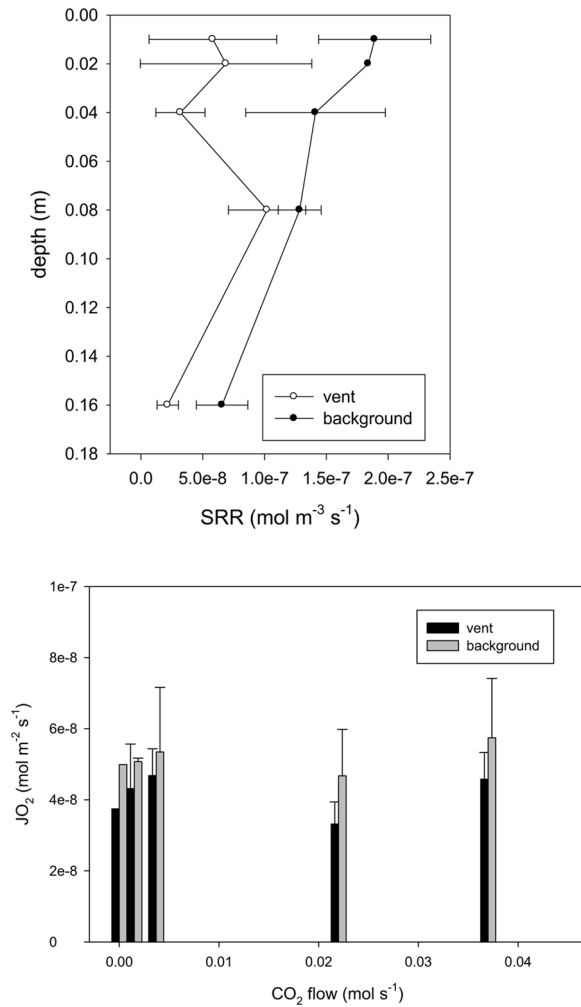 0.00
0.02
0.04
0.06
0.08
0.10
0.12
0.14
0.16
0.18
depth (m)
vent
background
0.0 5.0e-8 1.0e-7 1.5e-7 2.0e-7 2.5e-7
SRR (mol m⁻³ s⁻¹)
1e-7
8e-8
6e-8
4e-8
2e-8
0
JO₂ (mol m⁻² s⁻¹)
vent
background
0.00 0.01 0.02 0.03 0.04
CO₂ flow (mol s⁻¹)